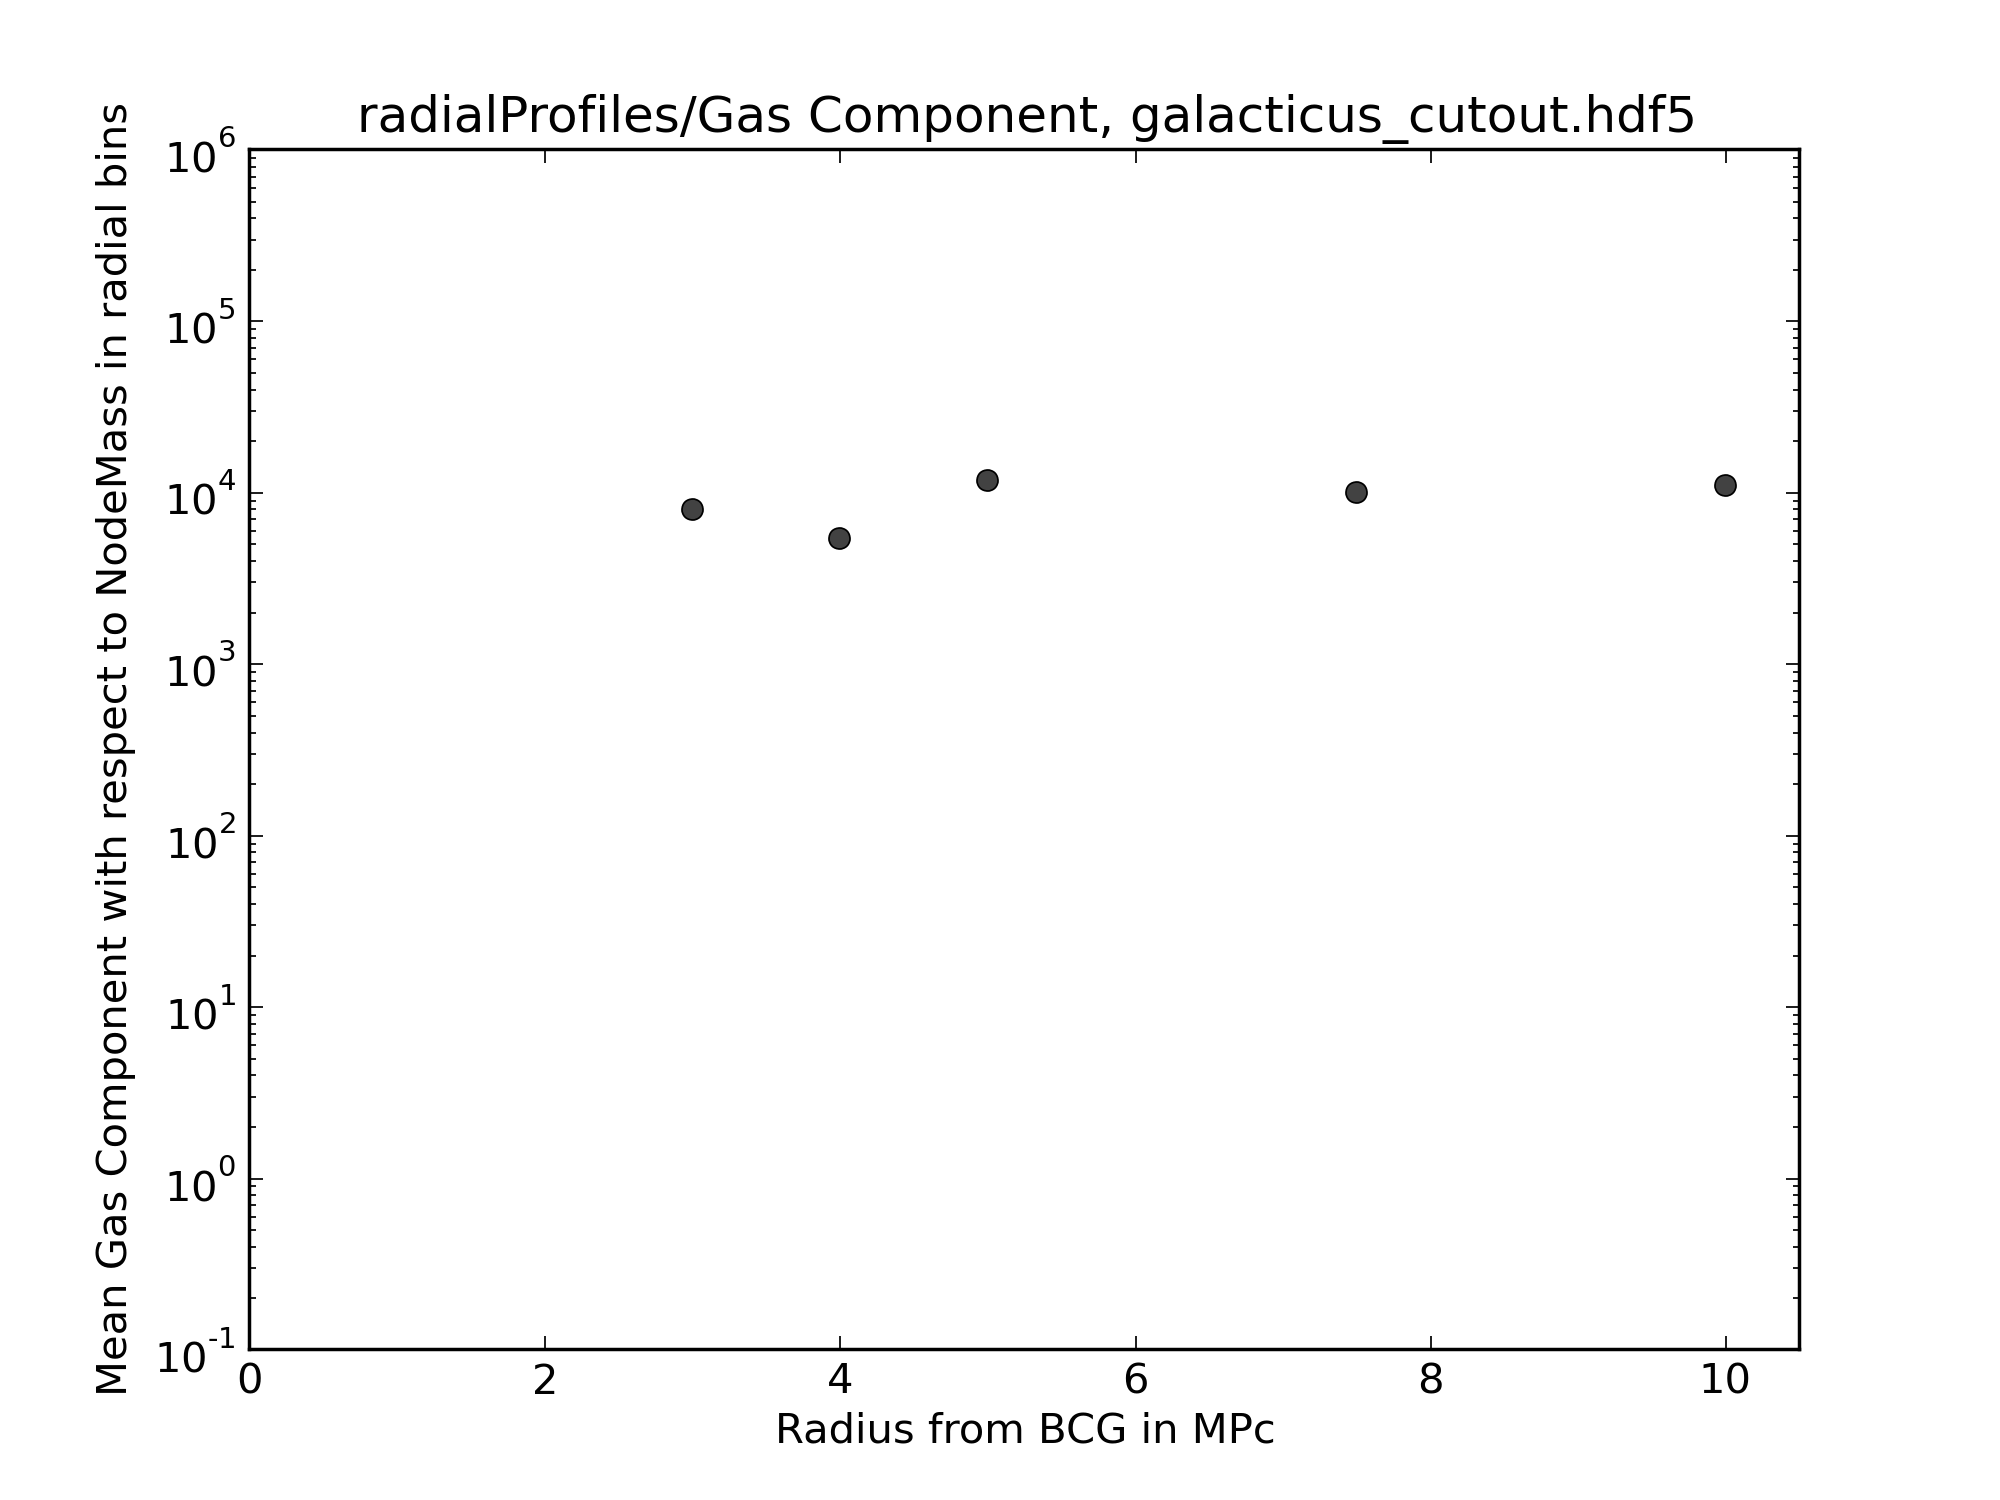 radialProfiles/Gas Component, galacticus_cutout.hdf5
Mean Gas Component with respect to NodeMass in radial bins
10^6
10^5
10^4
10^3
10^2
10^1
10^0
10^-1
0 2 4 6 8 10
Radius from BCG in MPc